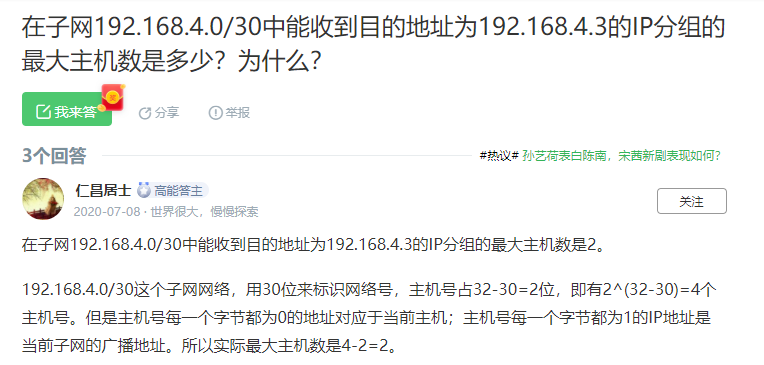 在子网192.168.4.0/30中能收到目的地址为192.168.4.3的IP分组的
最大主机数是多少？为什么？
我来答
分享
举报
3个回答
#热议# 孙艺荷表白陈南，宋茜新剧表现如何?
仁昌居士 高能答主
2020-07-08 · 世界很大，慢慢探索
关注
在子网192.168.4.0/30中能收到目的地址为192.168.4.3的IP分组的最大主机数是2。
192.168.4.0/30这个子网网络，用30位来标识网络号，主机号占32-30=2位，即有2^(32-30)=4个
主机号。但是主机号每一个字节都为0的地址对应于当前主机；主机号每一个字节都为1的IP地址是
当前子网的广播地址。所以实际最大主机数是4-2=2。